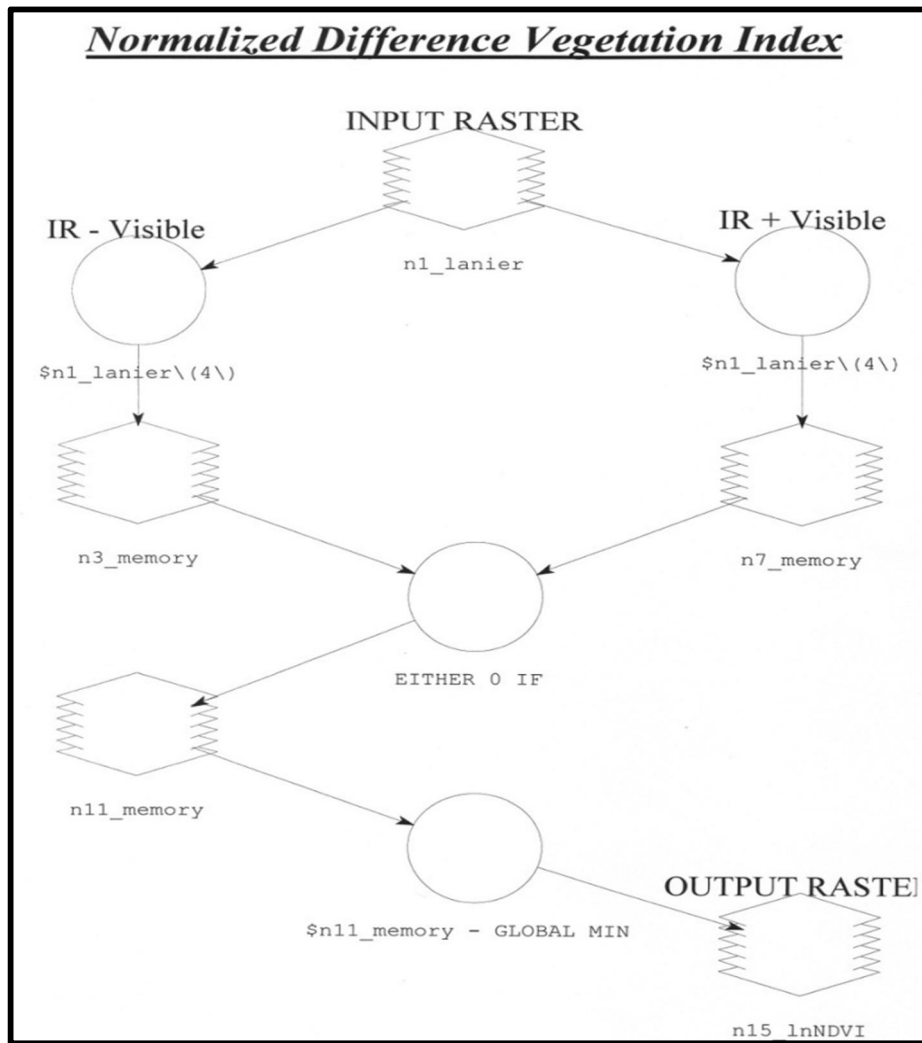 Normalized Difference Vegetation Index
INPUT RASTER
IR - Visible
IR + Visible
n1_lanier
$n1_lanier\(4\)
$n1_lanier\(4\)
n3_memory
n7_memory
EITHER 0 IF
n11_memory
OUTPUT RASTE
$n11_memory - GLOBAL MIN
n15_lnNDVI